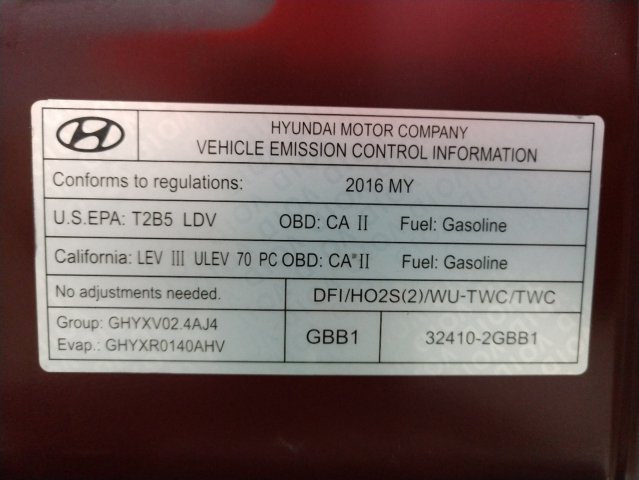 HYUNDAI MOTOR COMPANY
VEHICLE EMISSION CONTROL INFORMATION
Conforms to regulations: 2016 MY
U.S.EPA: T2B5 LDV OBD: CA II Fuel: Gasoline
California: LEV III ULEV 70 PC OBD: CA II Fuel: Gasoline
No adjustments needed. DFI/HO2S(2)/WU-TWC/TWC
Group: GHYXV02.4AJ4
Evap.: GHYXR0140AHV
GBB1
32410-2GBB1